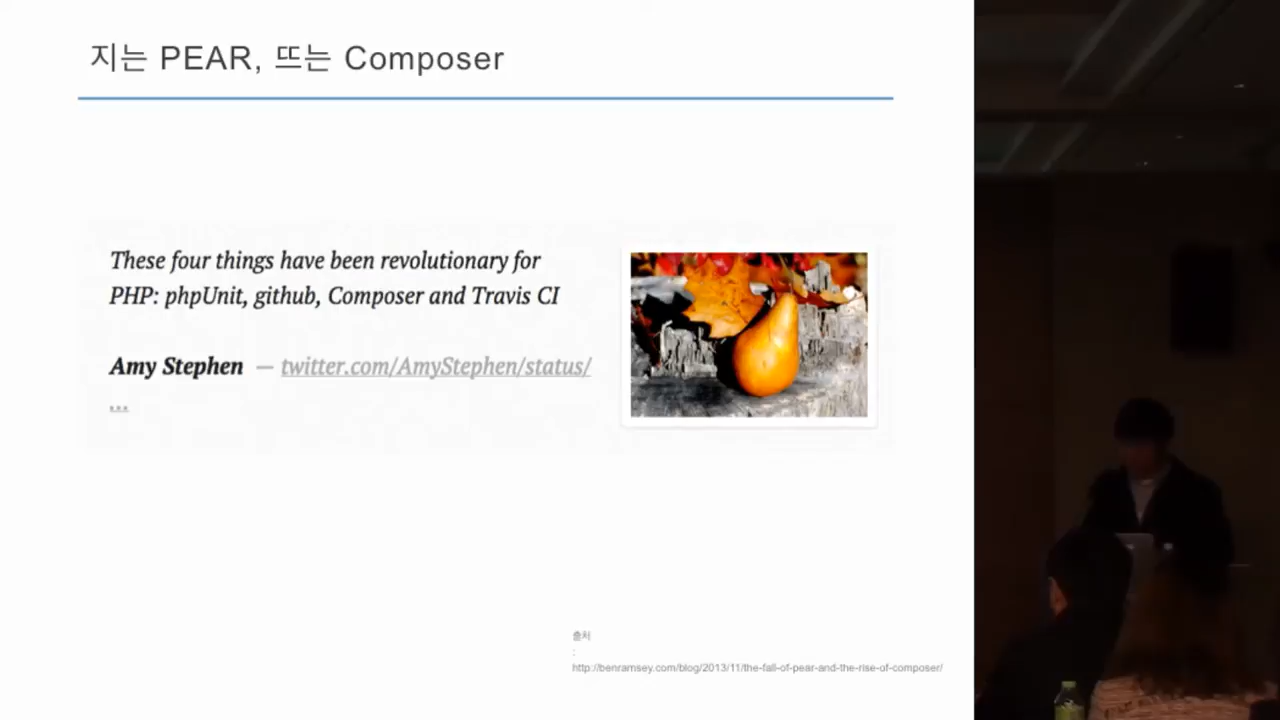 지는 PEAR, 뜨는 Composer
These four things have been revolutionary for
PHP: phpUnit, github, Composer and Travis CI
Amy Stephen — twitter.com/AmyStephen/status/
...
출처
:
http://benramsey.com/blog/2013/11/the-fall-of-pear-and-the-rise-of-composer/